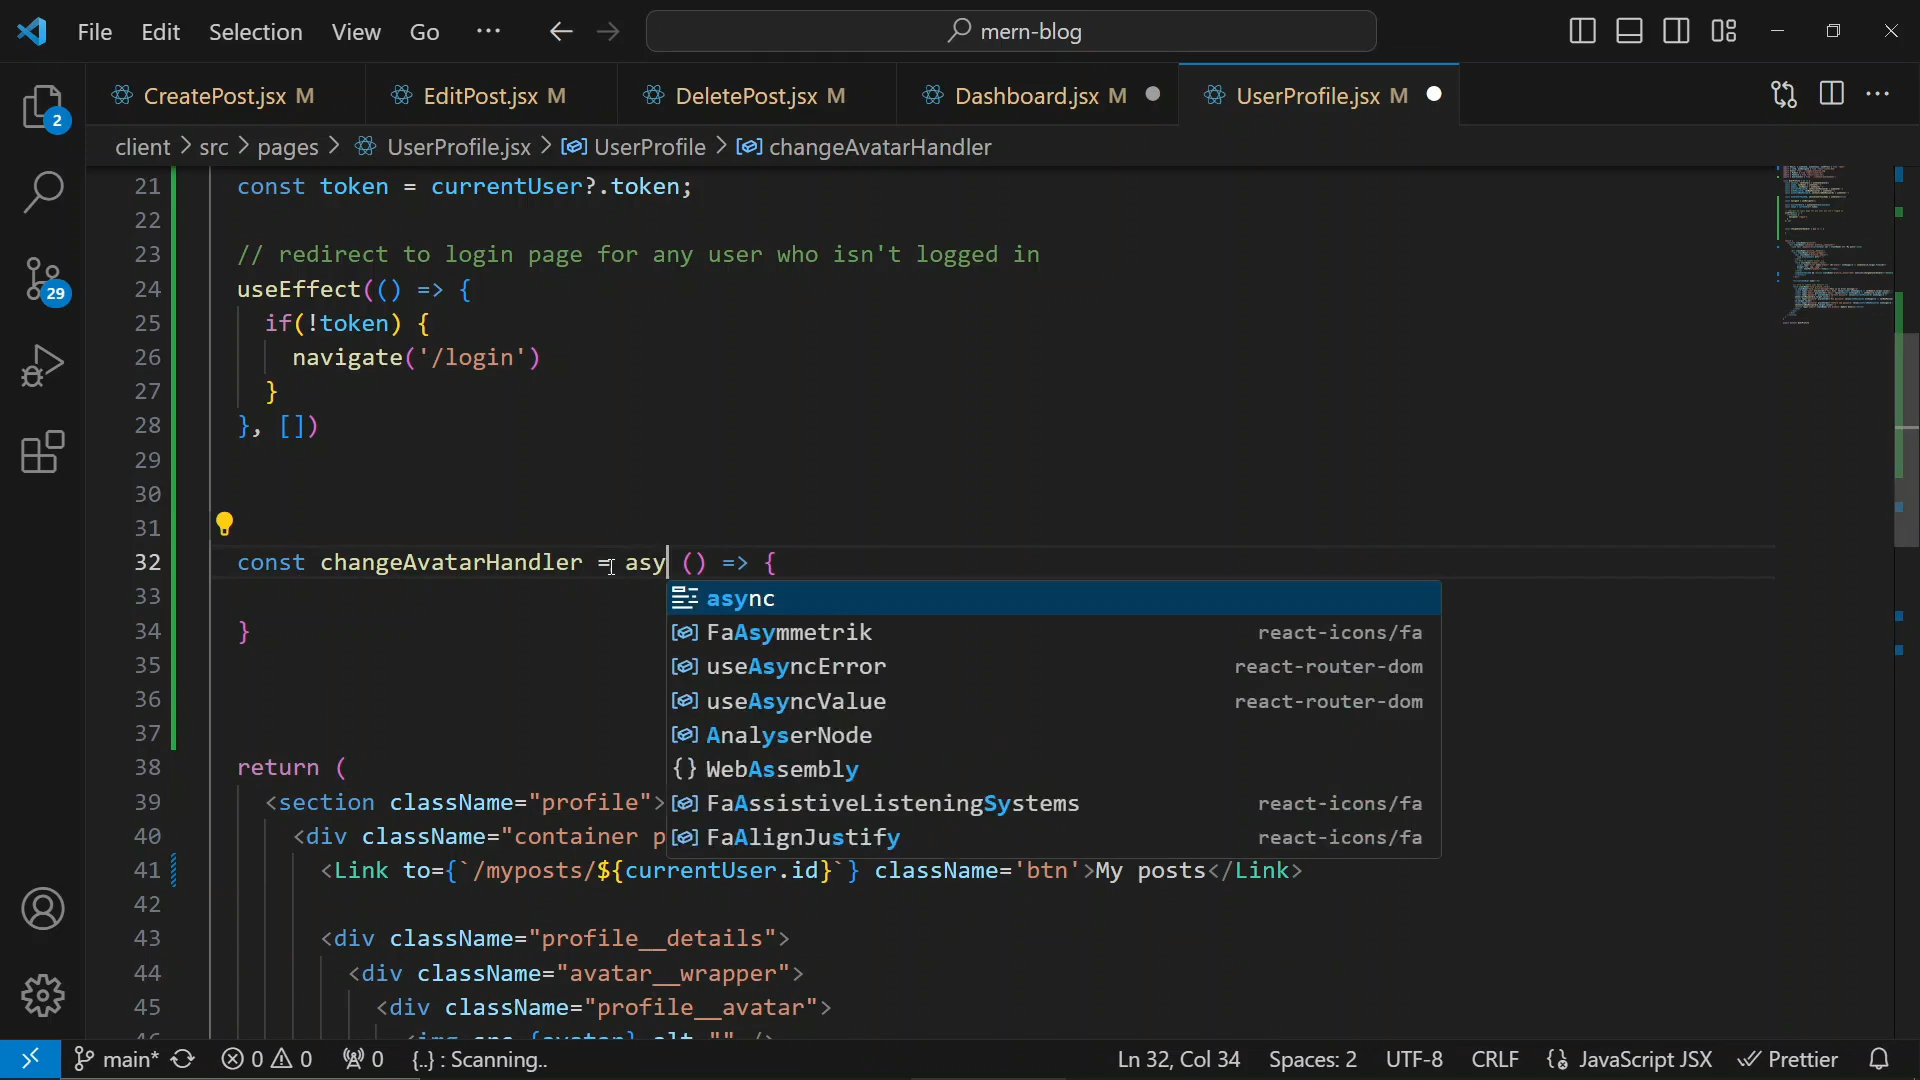 File Edit Selection View Go ··· mern-blog
CreatePost.jsx M EditPost.jsx M DeletePost.jsx M Dashboard.jsx M UserProfile.jsx M
client > src > pages > UserProfile.jsx > UserProfile > changeAvatarHandler
21 const token = currentUser?.token;
22
23 // redirect to login page for any user who isn't logged in
24 useEffect(() => {
25 if(!token) {
26 navigate('/login')
27 }
28 }, [])
29
30
31
32 const changeAvatarHandler = asy () => {
33
34 }
35
36
37
38 return (
39 <section className="profile">
40 <div className="container p
41 <Link to={`/myposts/${currentUser.id}`} className='btn'>My posts</Link>
42
43 <div className="profile__details">
44 <div className="avatar__wrapper">
45 <div className="profile__avatar">
async
FaAsymmetrik react-icons/fa
useAsyncError react-router-dom
useAsyncValue react-router-dom
AnalyserNode
WebAssembly
FaAssistiveListeningSystems react-icons/fa
FaAlignJustify react-icons/fa
2
29
main* 0 0 0 {..} : Scanning.. Ln 32, Col 34 Spaces: 2 UTF-8 CRLF JavaScript JSX Prettier